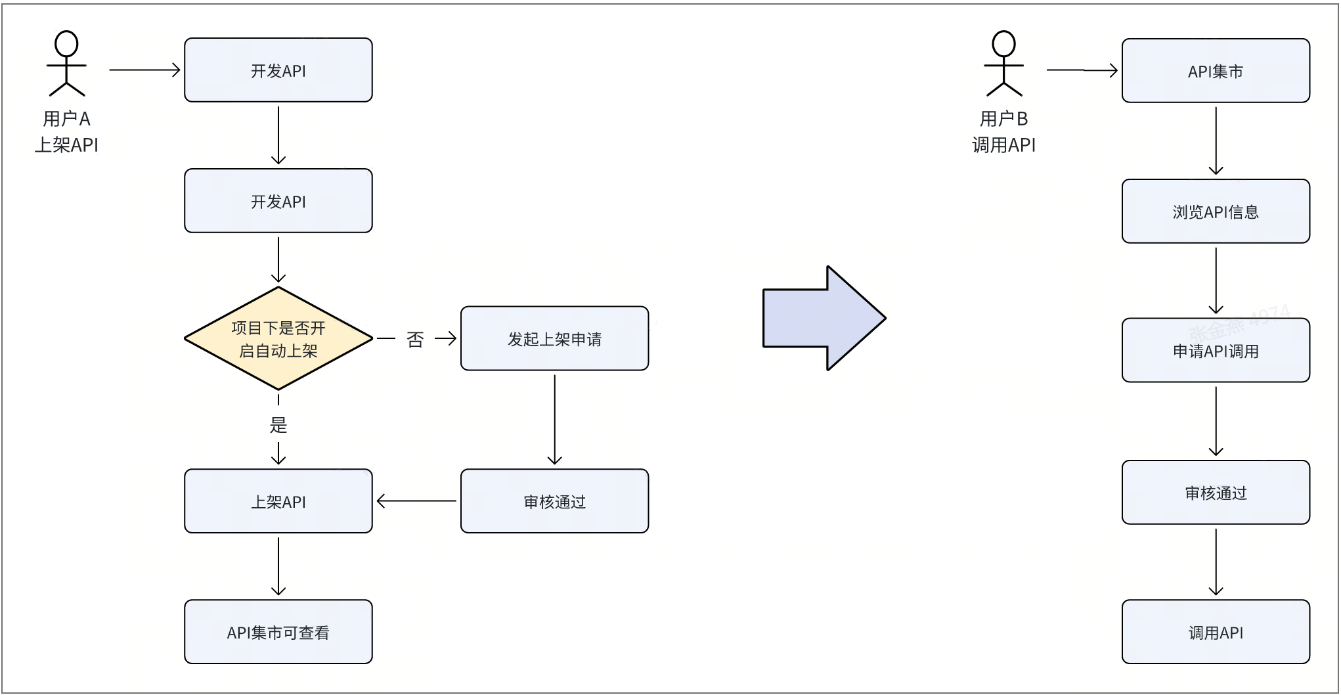 用户A
上架API
开发API
开发API
项目下是否开
启自动上架
否
发起上架申请
是
上架API
审核通过
API集市可查看
用户B
调用API
API集市
浏览API信息
张金燕 4974
申请API调用
审核通过
调用API